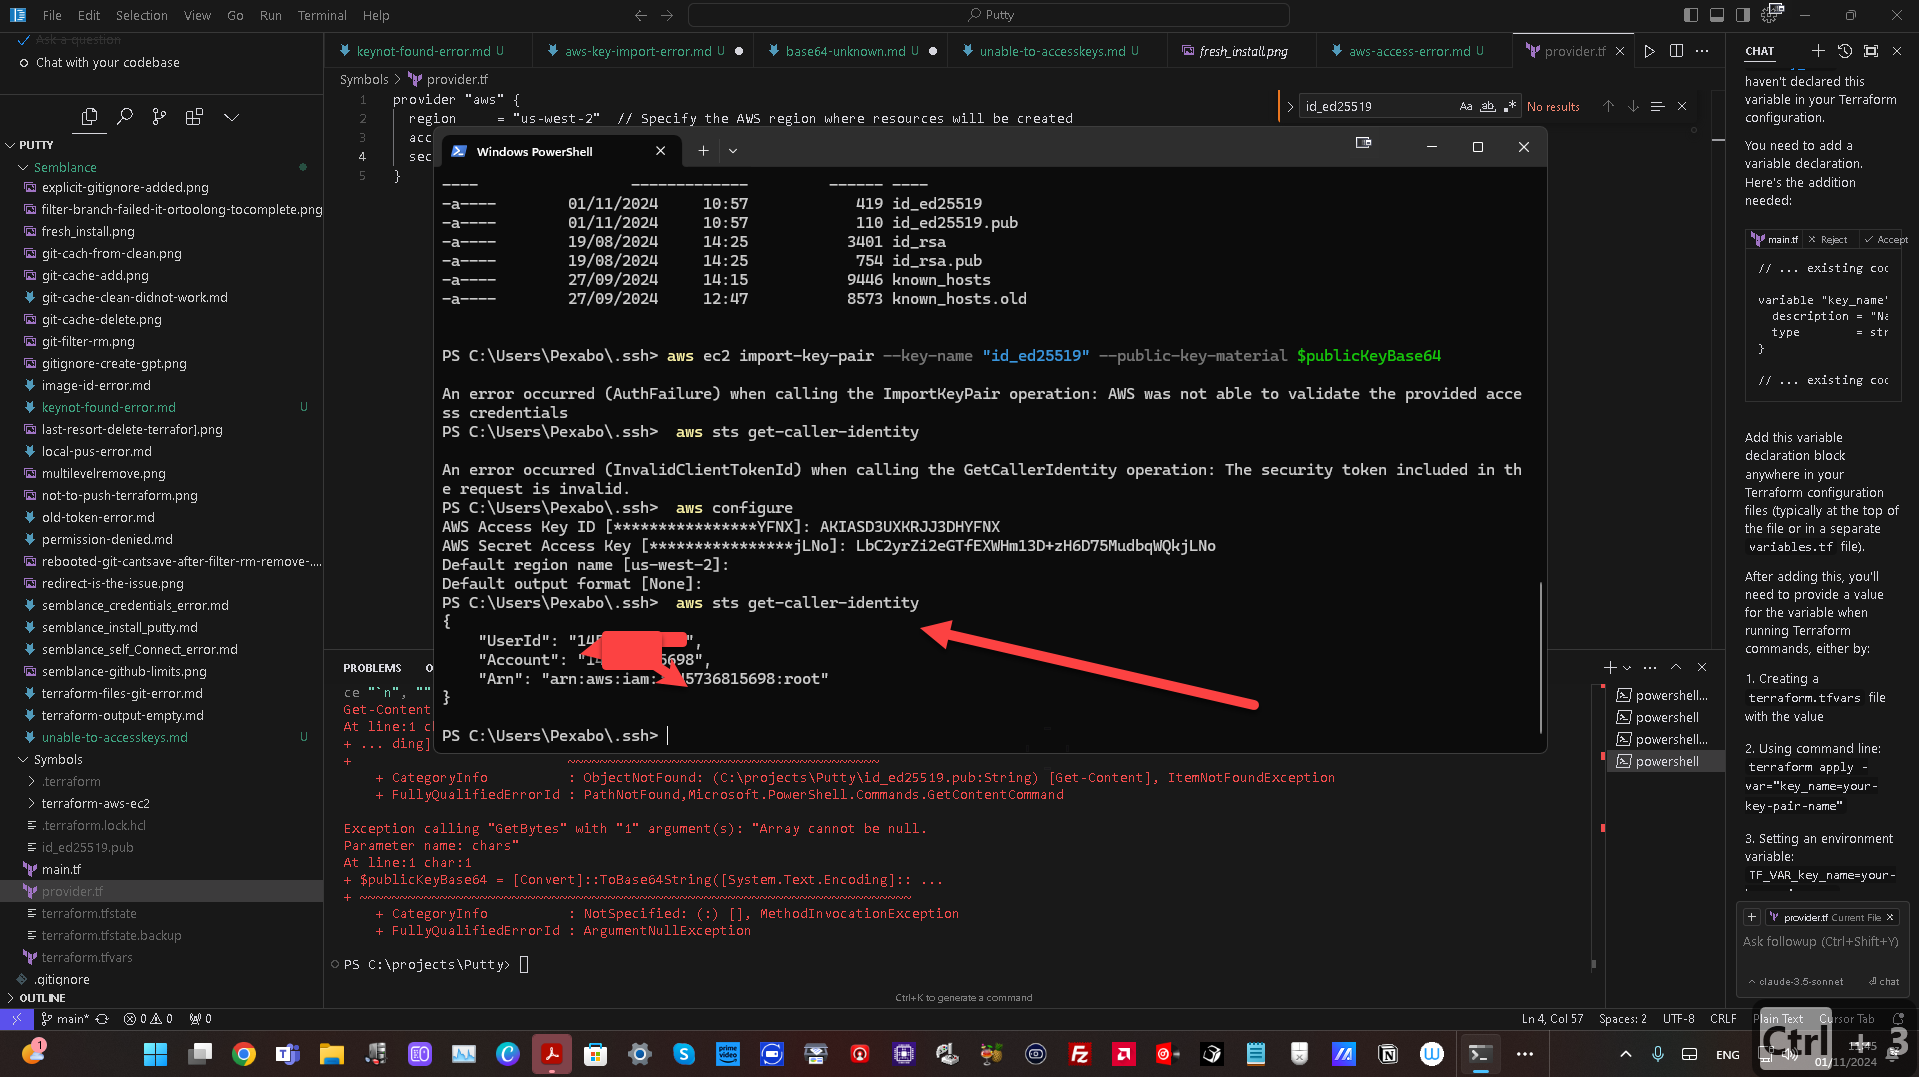 File Edit Selection View Go Run Terminal Help
Putty
Ask a question
Chat with your codebase
PUTTY
Semblance
explicit-gitignore-added.png
filter-branch-failed-it-ortoolong-tocomplete.png
fresh_install.png
git-cach-from-clean.png
git-cache-add.png
git-cache-clean-didnot-work.md
git-cache-delete.png
git-filter-rm.png
gitignore-create-gpt.png
image-id-error.md
keynot-found-error.md U
last-resort-delete-terrafor].png
local-pus-error.md
multilevelremove.png
not-to-push-terraform.png
old-token-error.md
permission-denied.md
rebooted-git-cantsave-after-filter-rm-remove-....
redirect-is-the-issue.png
semblance_credentials_error.md
semblance_install_putty.md
semblance_self_Connect_error.md
semblance-github-limits.png
terraform-files-git-error.md
terraform-output-empty.md
unable-to-accesskeys.md U
Symbols
.terraform
terraform-aws-ec2
.terraform.lock.hcl
id_ed25519.pub
main.tf
provider.tf
terraform.tfstate
terraform.tfstate.backup
terraform.tfvars
.gitignore
OUTLINE
keynot-found-error.md U aws-key-import-error.md U base64-unknown.md U unable-to-accesskeys.md U fresh_install.png aws-access-error.md U provider.tf
Symbols > provider.tf
1 provider "aws" {
2 region = "us-west-2" // Specify the AWS region where resources will be created
3 acc
4 sec
5 }
id_ed25519 Aa ab .* No results
Windows PowerShell
---- ------------- ------ ----
-a---- 01/11/2024 10:57 419 id_ed25519
-a---- 01/11/2024 10:57 110 id_ed25519.pub
-a---- 19/08/2024 14:25 3401 id_rsa
-a---- 19/08/2024 14:25 754 id_rsa.pub
-a---- 27/09/2024 14:15 9446 known_hosts
-a---- 27/09/2024 12:47 8573 known_hosts.old
PS C:\Users\Pexabo\.ssh> aws ec2 import-key-pair --key-name "id_ed25519" --public-key-material $publicKeyBase64
An error occurred (AuthFailure) when calling the ImportKeyPair operation: AWS was not able to validate the provided acce
ss credentials
PS C:\Users\Pexabo\.ssh> aws sts get-caller-identity
An error occurred (InvalidClientTokenId) when calling the GetCallerIdentity operation: The security token included in th
e request is invalid.
PS C:\Users\Pexabo\.ssh> aws configure
AWS Access Key ID [****************YFNX]: AKIASD3UXKRJJ3DHYFNX
AWS Secret Access Key [****************jLNo]: 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
Default region name [us-west-2]:
Default output format [None]:
PS C:\Users\Pexabo\.ssh> aws sts get-caller-identity
{
"UserId": "145 ",
"Account": "14 5698",
"Arn": "arn:aws:iam: 45736815698:root"
}
PS C:\Users\Pexabo\.ssh>
PROBLEMS O
ce "`n", ""
Get-Content
At line:1 c
+ ... ding]
+ ~~~~~~~~~~~~~~~~~~~~~~~~~~~~~~~~~~~~~~~~
+ CategoryInfo : ObjectNotFound: (C:\projects\Putty\id_ed25519.pub:String) [Get-Content], ItemNotFoundException
+ FullyQualifiedErrorId : PathNotFound,Microsoft.PowerShell.Commands.GetContentCommand
Exception calling "GetBytes" with "1" argument(s): "Array cannot be null.
Parameter name: chars"
At line:1 char:1
+ $publicKeyBase64 = [Convert]::ToBase64String([System.Text.Encoding]:: ...
+ ~~~~~~~~~~~~~~~~~~~~~~~~~~~~~~~~~~~~~~~~~~~~~~~~~~~~~~~~~~~~~~~~~~~~~
+ CategoryInfo : NotSpecified: (:) [], MethodInvocationException
+ FullyQualifiedErrorId : ArgumentNullException
PS C:\projects\Putty>
Ctrl+K to generate a command
powershell...
powershell
powershell...
powershell
CHAT
haven't declared this
variable in your Terraform
configuration.
You need to add a
variable declaration.
Here's the addition
needed:
main.tf Reject Accept
// ... existing co
variable "key_name"
description = "Na
type = str
}
// ... existing co
Add this variable
declaration block
anywhere in your
Terraform configuration
files (typically at the top of
the file or in a separate
variables.tf file).
After adding this, you'll
need to provide a value
for the variable when
running Terraform
commands, either by:
1. Creating a
terraform.tfvars file
with the value
2. Using command line:
terraform apply -
var="key_name=your-
key-pair-name"
3. Setting an environment
variable:
TF_VAR_key_name=your-
provider.tf Current File
Ask followup (Ctrl+Shift+Y)
claude-3.5-sonnet chat
main* 0 0 0
Ln 4, Col 57 Spaces: 2 UTF-8 CRLF Plain Text Cursor Tab
1
ENG
11:45
01/11/2024
Ctrl + 3